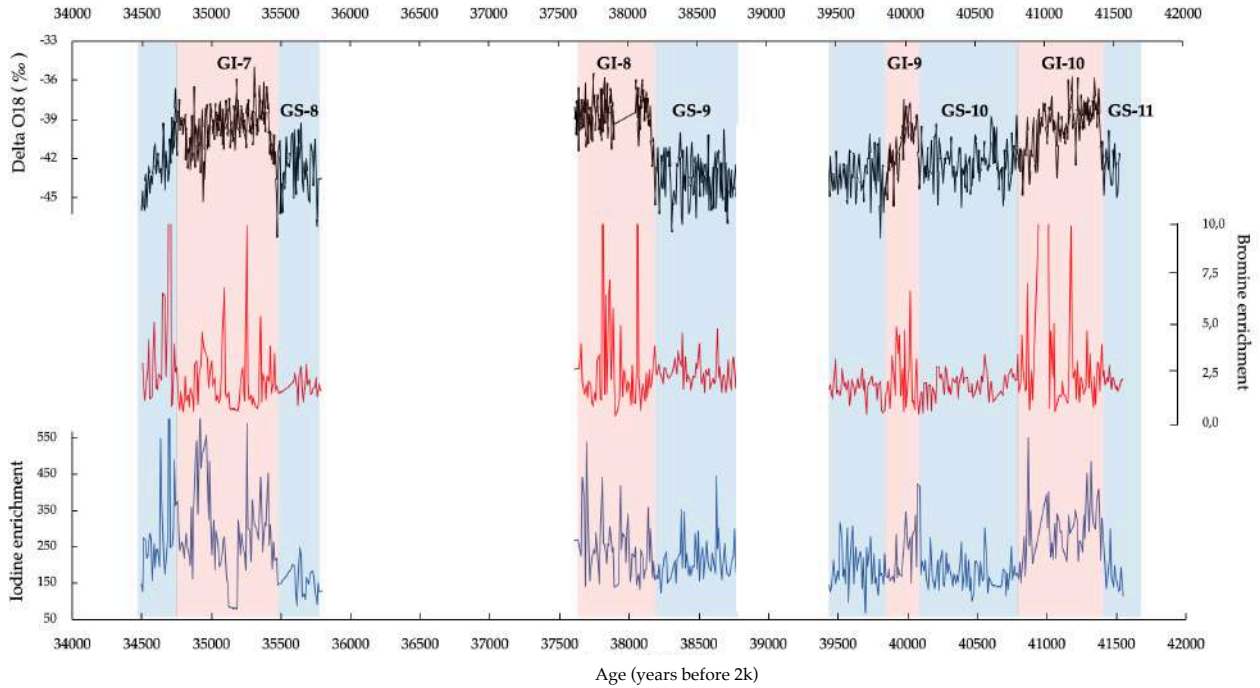 34000 34500 35000 35500 36000 36500 37000 37500 38000 38500 39000 39500 40000 40500 41000 41500 42000
-33
-36
-39
-42
-45
Delta O18 ( ‰ )
GI-7
GS-8
GI-8
GS-9
GI-9
GS-10
GI-10
GS-11
10,0
7,5
5,0
2,5
0,0
Bromine enrichment
550
450
350
250
150
50
Iodine enrichment
34000 34500 35000 35500 36000 36500 37000 37500 38000 38500 39000 39500 40000 40500 41000 41500 42000
Age (years before 2k)